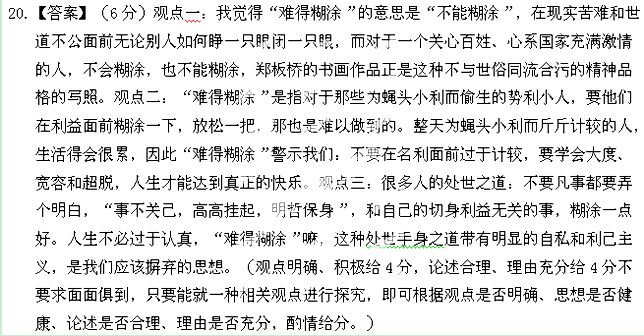 20.【答案】(6分)观点一：我觉得“难得糊涂”的意思是“不能糊涂”，在现实苦难和世
道不公面前无论别人如何睁一只眼闭一只眼，而对于一个关心百姓、心系国家充满激情
的人，不会糊涂，也不能糊涂，郑板桥的书画作品正是这种不与世俗同流合污的精神品
格的写照。观点二：“难得糊涂”是指对于那些为蝇头小利而偷生的势利小人，要他们
在利益面前糊涂一下，放松一把，那也是难以做到的。整天为蝇头小利而斤斤计较的人，
生活得会很累，因此“难得糊涂”警示我们：不要在名利面前过于计较，要学会大度、
宽容和超脱，人生才能达到真正的快乐。观点三：很多人的处世之道：不要凡事都要弄
个明白，“事不关己，高高挂起，明哲保身”，和自己的切身利益无关的事，糊涂一点
好。人生不必过于认真，“难得糊涂”嘛，这种处世手身之道带有明显的自私和利己主
义，是我们应该摒弃的思想。（观点明确、积极给4分，论述合理、理由充分给4分不
要求面面俱到，只要能就一种相关观点进行探究，即可根据观点是否明确、思想是否健
康、论述是否合理、理由是否充分，酌情给分。）